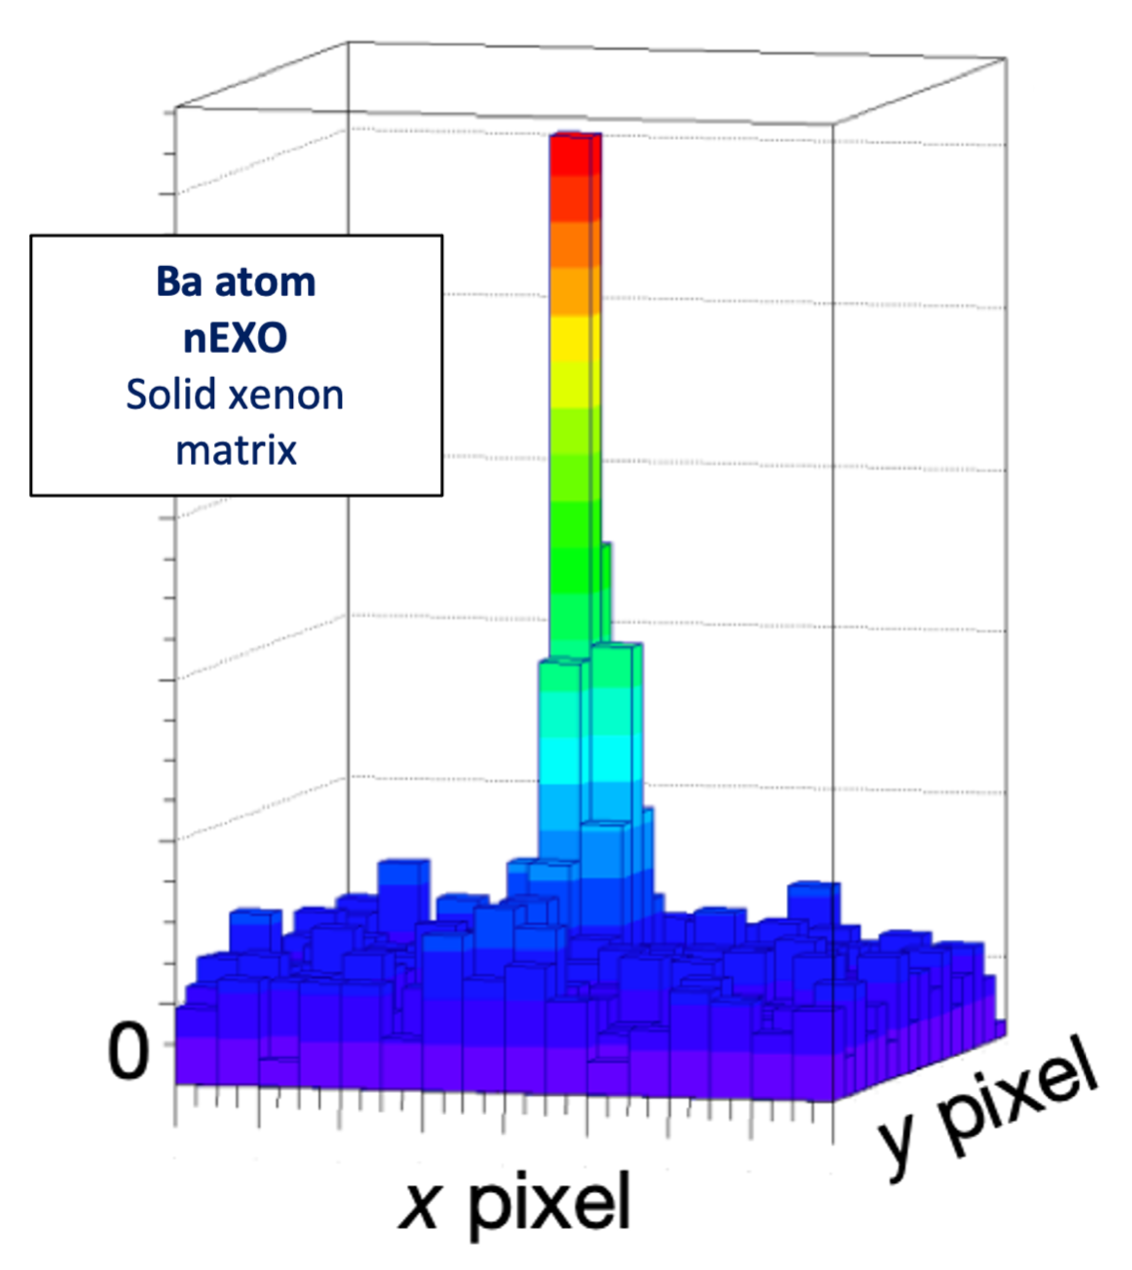 Ba atom
nEXO
Solid xenon
matrix
0
x pixel
y pixel